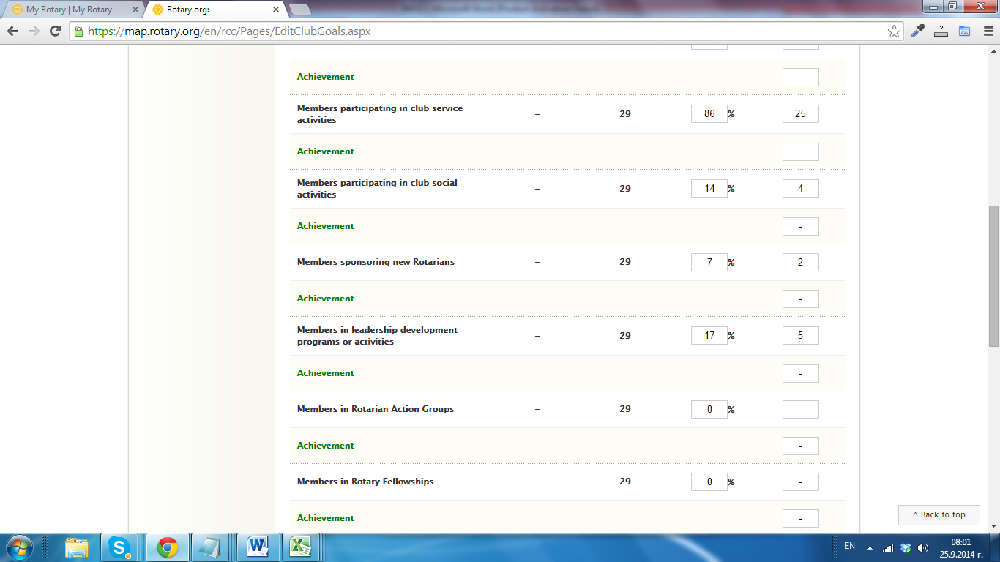 My Rotary | My Rotary
Rotary.org:
https://map.rotary.org/en/rcc/Pages/EditClubGoals.aspx
Achievement -
Members participating in club service
activities – 29 86 % 25
Achievement
Members participating in club social
activities – 29 14 % 4
Achievement -
Members sponsoring new Rotarians – 29 7 % 2
Achievement -
Members in leadership development
programs or activities – 29 17 % 5
Achievement -
Members in Rotarian Action Groups – 29 0 %
Achievement -
Members in Rotary Fellowships – 29 0 % -
Achievement -
^ Back to top
EN 08:01
25.9.2014 г.